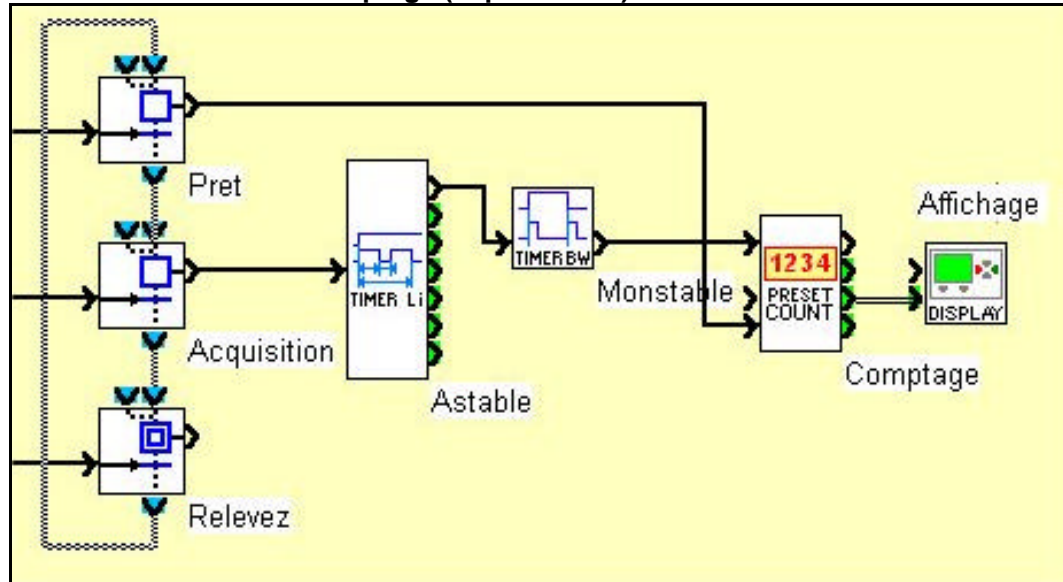 Pret
Affichage
TIMER Li
TIMER BW
Monstable
1234
PRESET
COUNT
DISPLAY
Acquisition
Comptage
Astable
Relevez